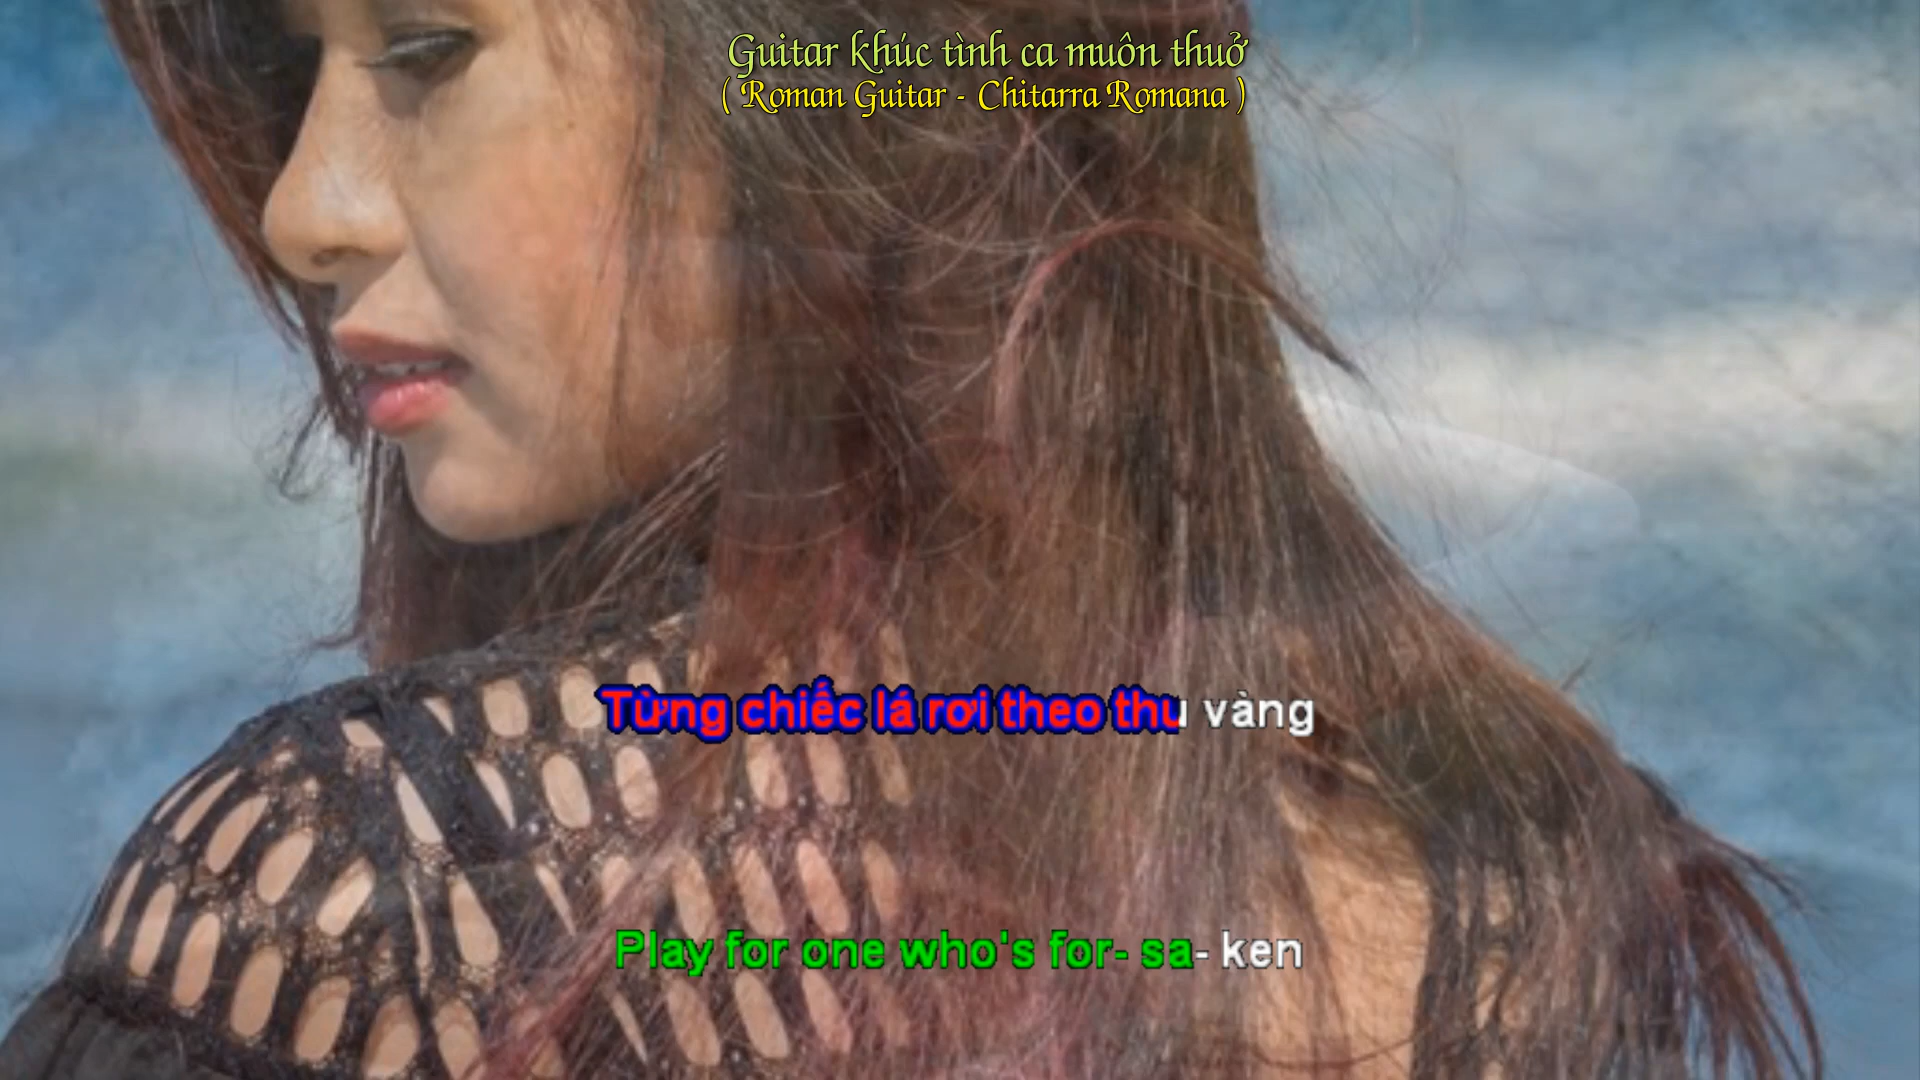 Guitar khúc tình ca muôn thuở
( Roman Guitar - Chitarra Romana )
Từng chiếc lá rơi theo thu vàng
Play for one who's for- sa- ken